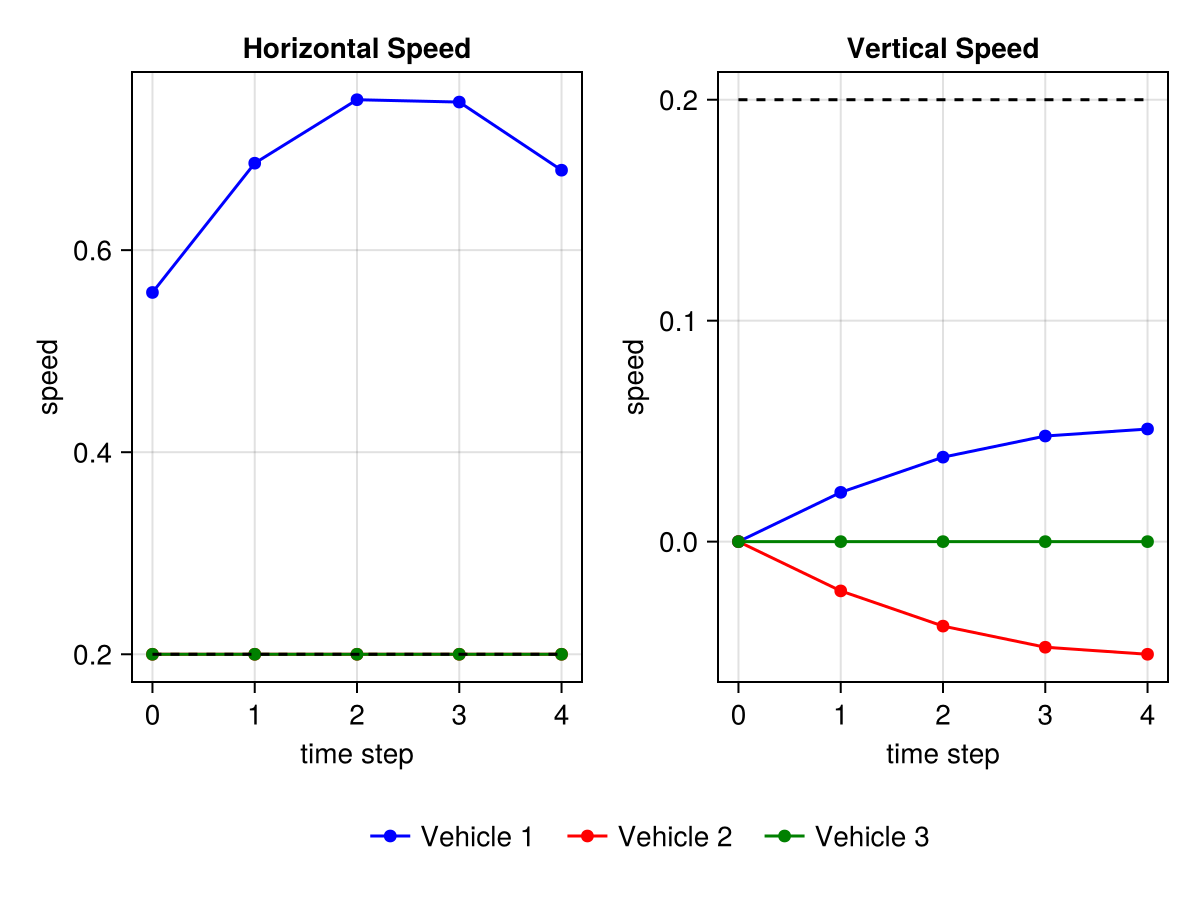 Horizontal Speed
Vertical Speed
speed
0.6
0.4
0.2
0 1 2 3 4
time step
speed
0.2
0.1
0.0
0 1 2 3 4
time step
Vehicle 1 Vehicle 2 Vehicle 3